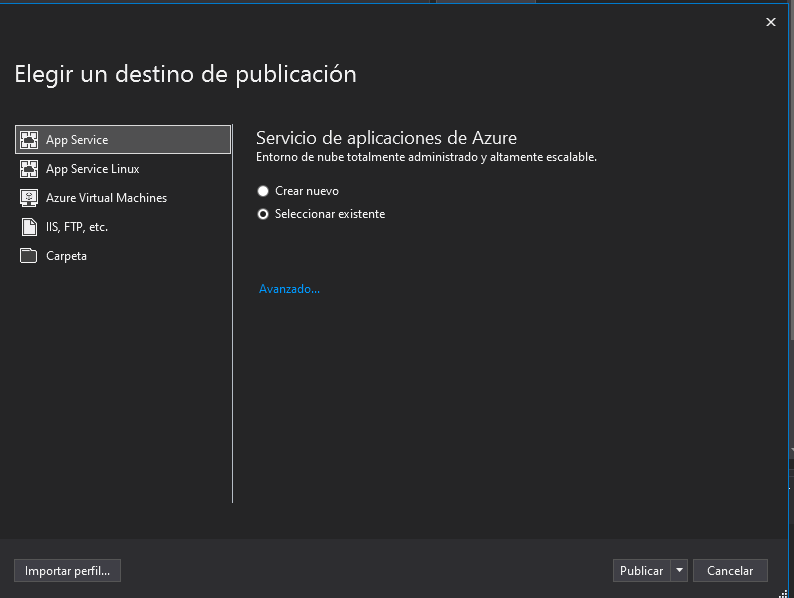 Elegir un destino de publicación
App Service
App Service Linux
Azure Virtual Machines
IIS, FTP, etc.
Carpeta
Servicio de aplicaciones de Azure
Entorno de nube totalmente administrado y altamente escalable.
Crear nuevo
Seleccionar existente
Avanzado...
Importar perfil...
Publicar
Cancelar